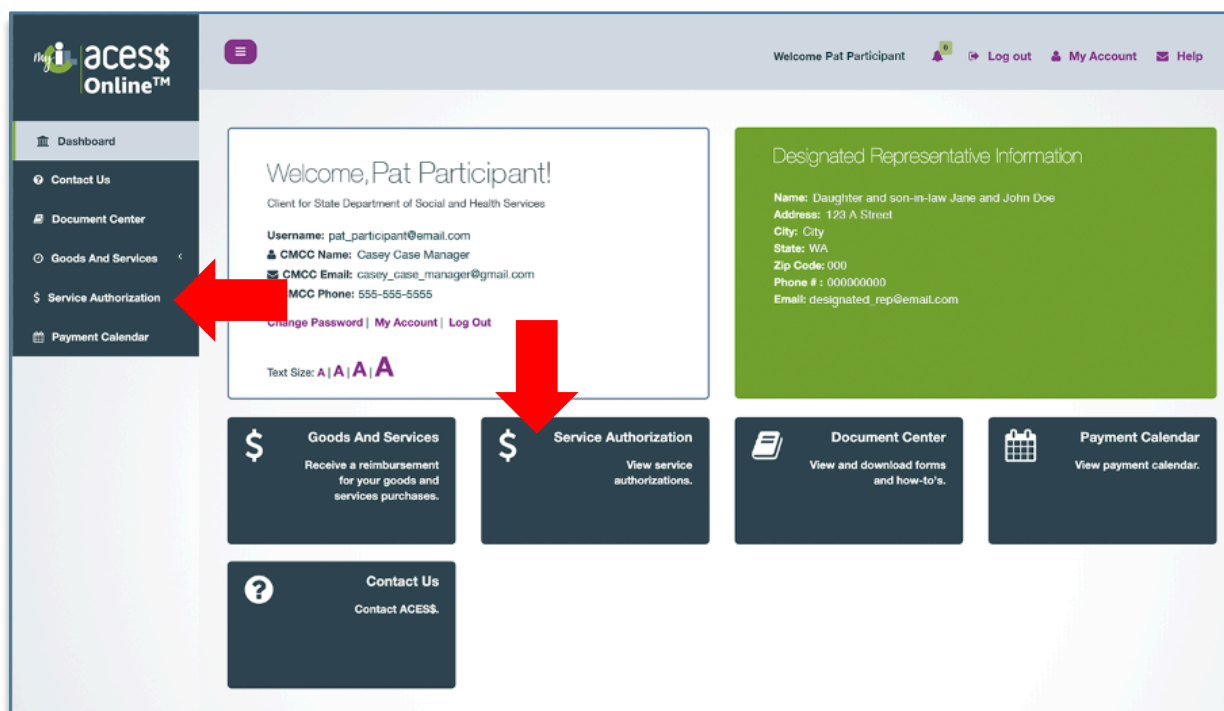 my i aces$
Online™
Welcome Pat Participant 0 Log out My Account Help
Dashboard
Contact Us
Document Center
Goods And Services
$ Service Authorization
Payment Calendar
Welcome, Pat Participant!
Client for State Department of Social and Health Services
Username: pat_participant@email.com
CMCC Name: Casey Case Manager
CMCC Email: casey_case_manager@gmail.com
MCC Phone: 555-555-5555
Change Password | My Account | Log Out
Text Size: A | A | A | A
Designated Representative Information
Name: Daughter and son-in-law Jane and John Doe
Address: 123 A Street
City: City
State: WA
Zip Code: 000
Phone # : 000000000
Email: designated_rep@email.com
$ Goods And Services
Receive a reimbursement
for your goods and
services purchases.
$ Service Authorization
View service
authorizations.
Document Center
View and download forms
and how-to's.
Payment Calendar
View payment calendar.
? Contact Us
Contact ACES$.